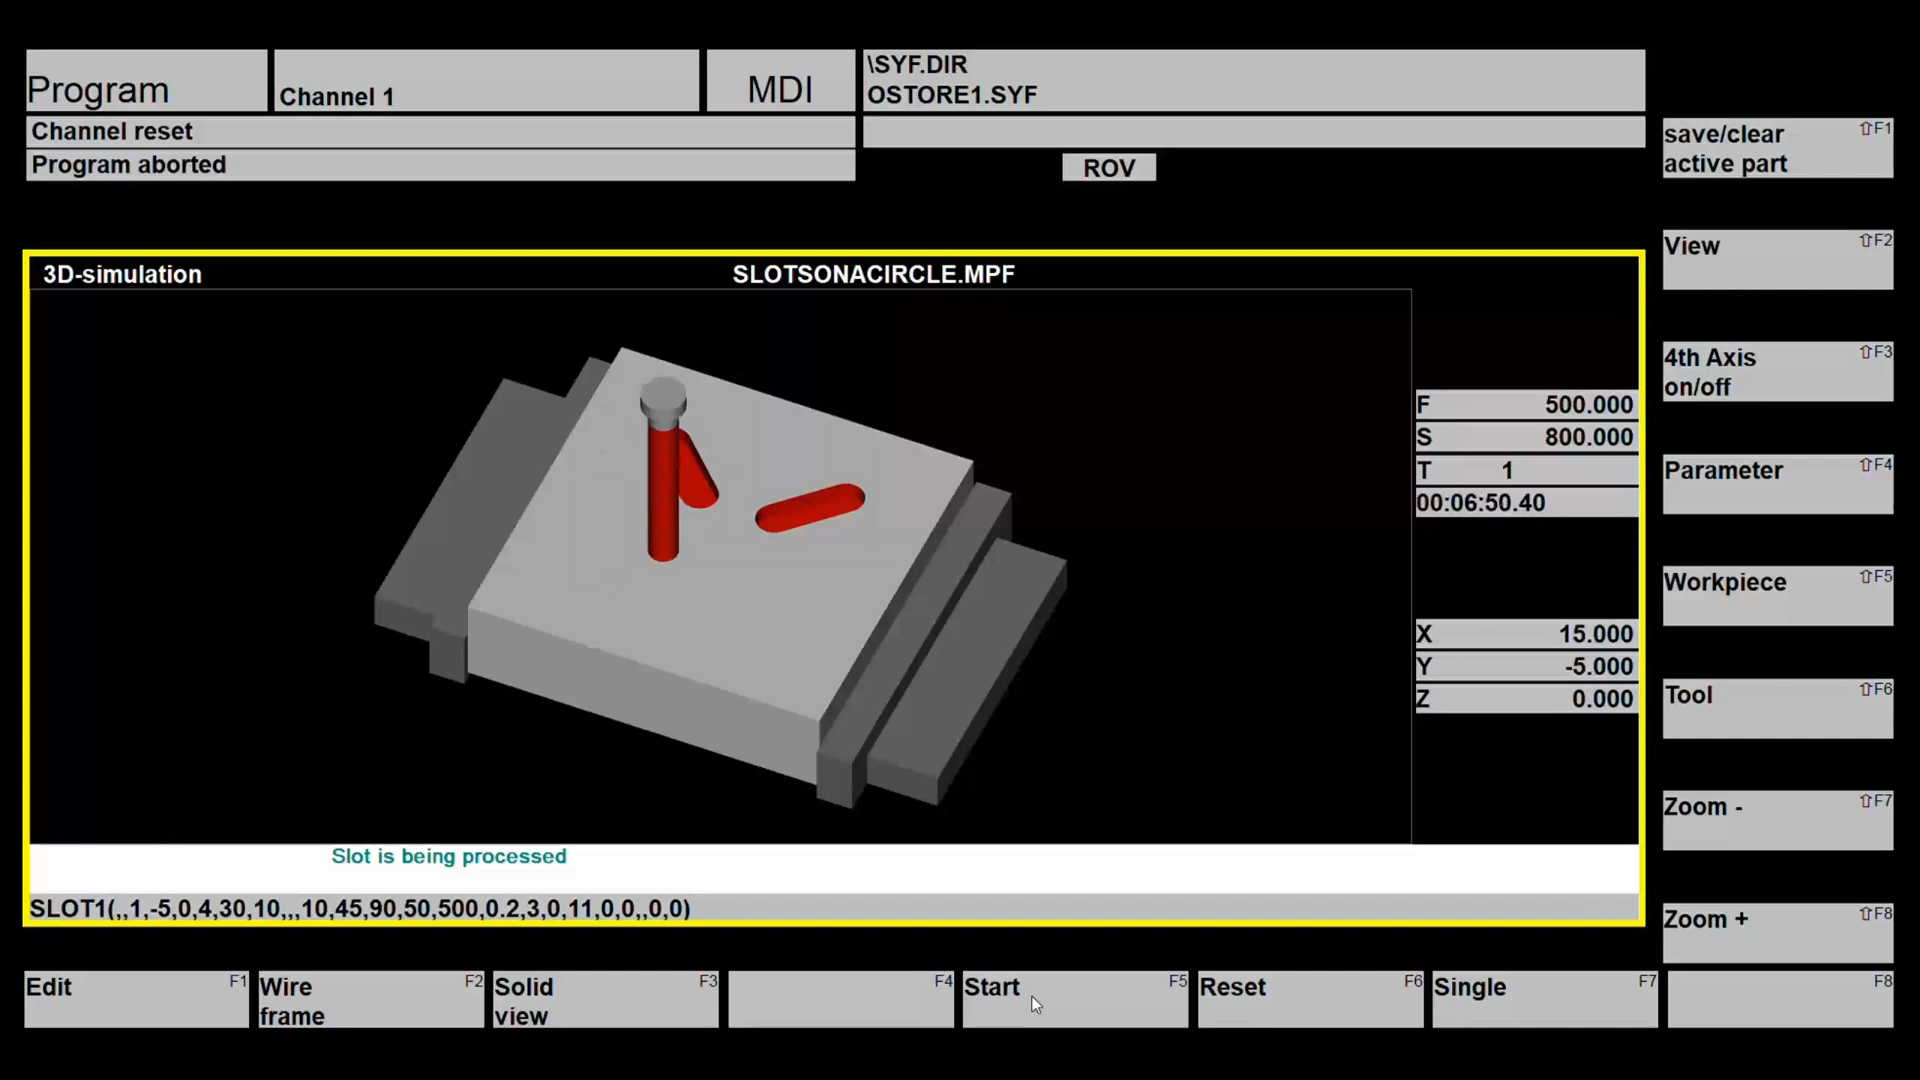 Program
Channel 1
MDI
\SYF.DIR
OSTORE1.SYF
Channel reset
Program aborted
ROV
save/clear ⇧F1
active part
View ⇧F2
4th Axis ⇧F3
on/off
Parameter ⇧F4
Workpiece ⇧F5
Tool ⇧F6
Zoom - ⇧F7
Zoom + ⇧F8
3D-simulation
SLOTSONACIRCLE.MPF
F 500.000
S 800.000
T 1
00:06:50.40
X 15.000
Y -5.000
Z 0.000
Slot is being processed
SLOT1(,,1,-5,0,4,30,10,,,10,45,90,50,500,0.2,3,0,11,0,0,,0,0)
Edit F1
Wire F2
frame
Solid F3
view
F4
Start F5
Reset F6
Single F7
F8